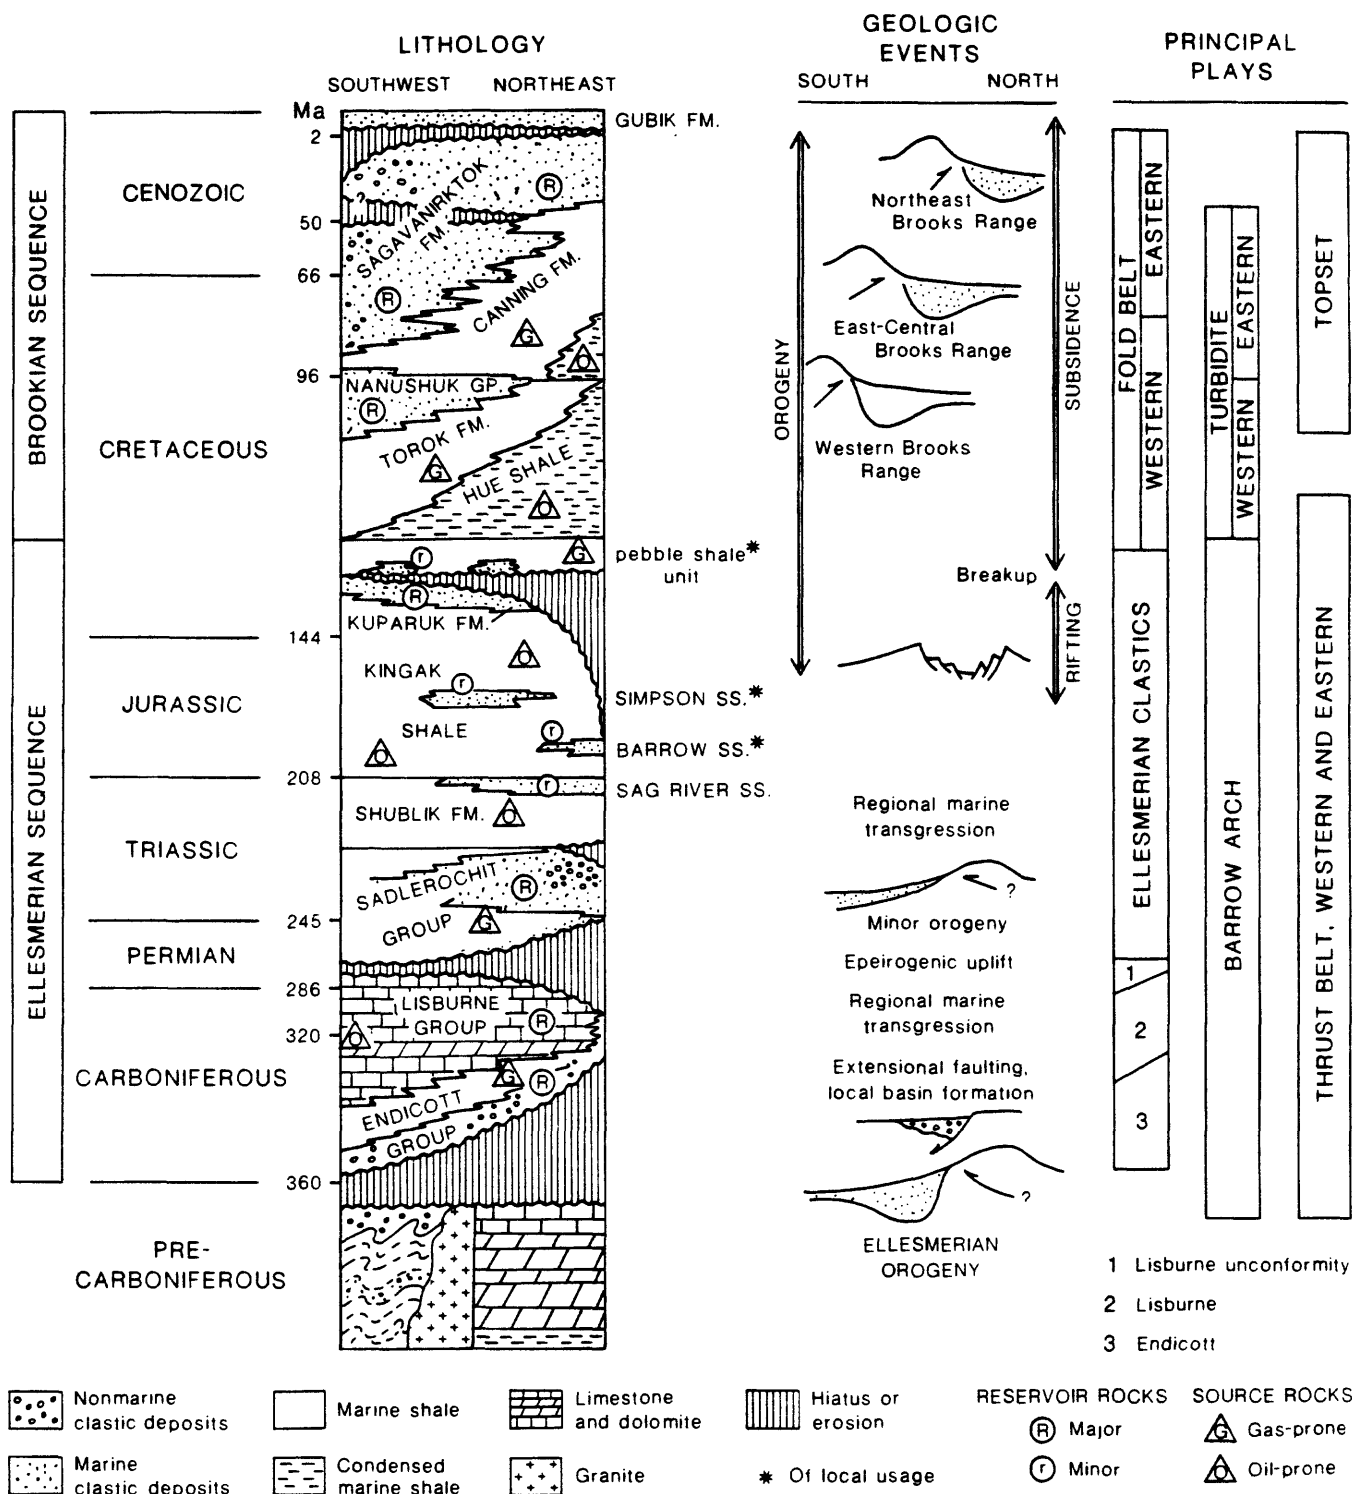 LITHOLOGY
SOUTHWEST NORTHEAST
GEOLOGIC
EVENTS
SOUTH NORTH
PRINCIPAL
PLAYS
BROOKIAN SEQUENCE
ELLESMERIAN SEQUENCE
CENOZOIC
CRETACEOUS
JURASSIC
TRIASSIC
PERMIAN
CARBONIFEROUS
PRE-
CARBONIFEROUS
Ma
2
50
66
96
144
208
245
286
320
360
GUBIK FM.
?
SAGAVANIRKTOK
FM.
R
R
CANNING FM.
G
O
NANUSHUK GP.
R
TOROK FM.
G
HUE SHALE
O
r
G
pebble shale*
unit
R
KUPARUK FM.
O
KINGAK
r
SIMPSON SS.*
SHALE
r
O
BARROW SS.*
r
SAG RIVER SS.
SHUBLIK FM.
O
SADLEROCHIT
R
GROUP
G
LISBURNE
GROUP
R
O
G
R
ENDICOTT
GROUP
OROGENY
SUBSIDENCE
RIFTING
Northeast
Brooks Range
East-Central
Brooks Range
Western Brooks
Range
Breakup
Regional marine
transgression
?
Minor orogeny
Epeirogenic uplift
Regional marine
transgression
Extensional faulting,
local basin formation
?
ELLESMERIAN
OROGENY
FOLD BELT
WESTERN EASTERN
TURBIDITE
WESTERN EASTERN
TOPSET
ELLESMERIAN CLASTICS
1
2
3
BARROW ARCH
THRUST BELT, WESTERN AND EASTERN
1 Lisburne unconformity
2 Lisburne
3 Endicott
Nonmarine
clastic deposits
Marine shale
Limestone
and dolomite
Hiatus or
erosion
RESERVOIR ROCKS
R Major
r Minor
SOURCE ROCKS
G Gas-prone
O Oil-prone
Marine
clastic deposits
Condensed
marine shale
Granite
* Of local usage